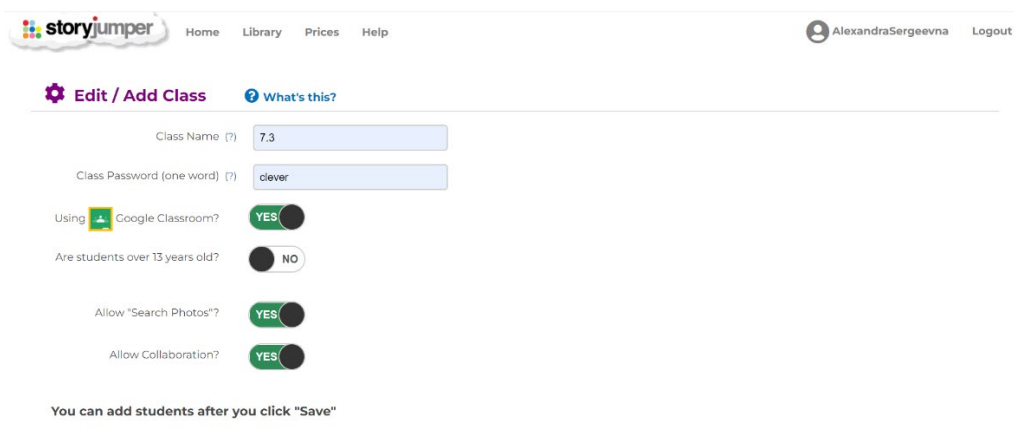 storyjumper Home Library Prices Help AlexandraSergeevna Logout
Edit / Add Class ? What's this?
Class Name (?) 7.3
Class Password (one word) (?) clever
Using Google Classroom? YES
Are students over 13 years old? NO
Allow "Search Photos"? YES
Allow Collaboration? YES
You can add students after you click "Save"